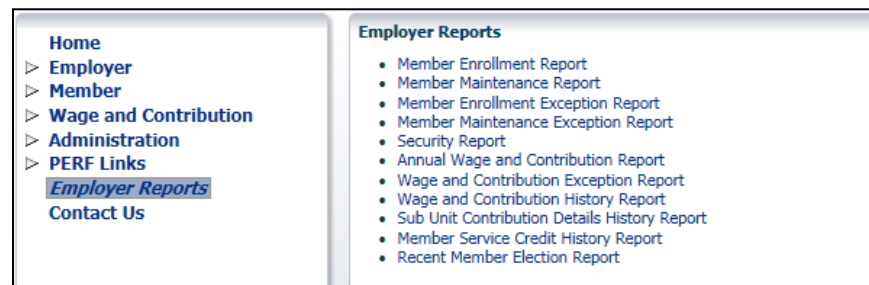 Home
Employer
Member
Wage and Contribution
Administration
PERF Links
Employer Reports
Contact Us
Employer Reports
Member Enrollment Report
Member Maintenance Report
Member Enrollment Exception Report
Member Maintenance Exception Report
Security Report
Annual Wage and Contribution Report
Wage and Contribution Exception Report
Wage and Contribution History Report
Sub Unit Contribution Details History Report
Member Service Credit History Report
Recent Member Election Report